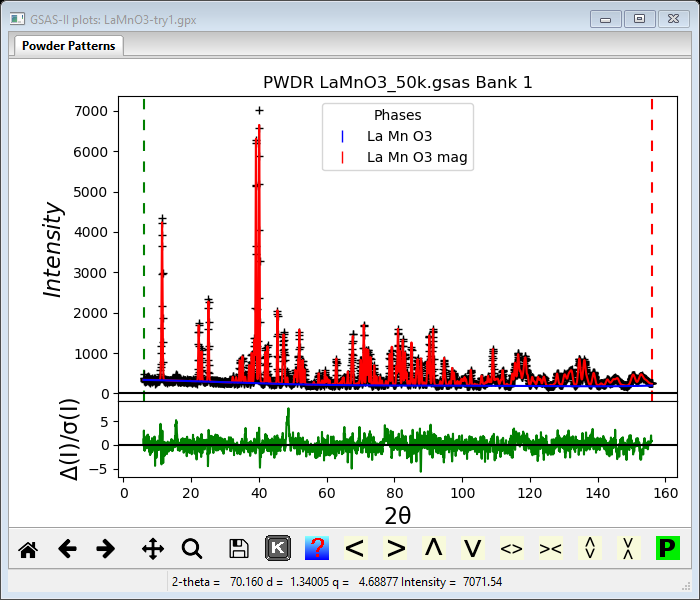 GSAS-II plots: LaMnO3-try1.gpx
Powder Patterns
PWDR LaMnO3_50k.gsas Bank 1
Phases
La Mn O3
La Mn O3 mag
Intensity
7000
6000
5000
4000
3000
2000
1000
0
Δ(I)/σ(I)
5
0
−5
0 20 40 60 80 100 120 140 160
2θ
K ? < > Λ V <> >< P
2-theta = 70.160 d = 1.34005 q = 4.68877 Intensity = 7071.54